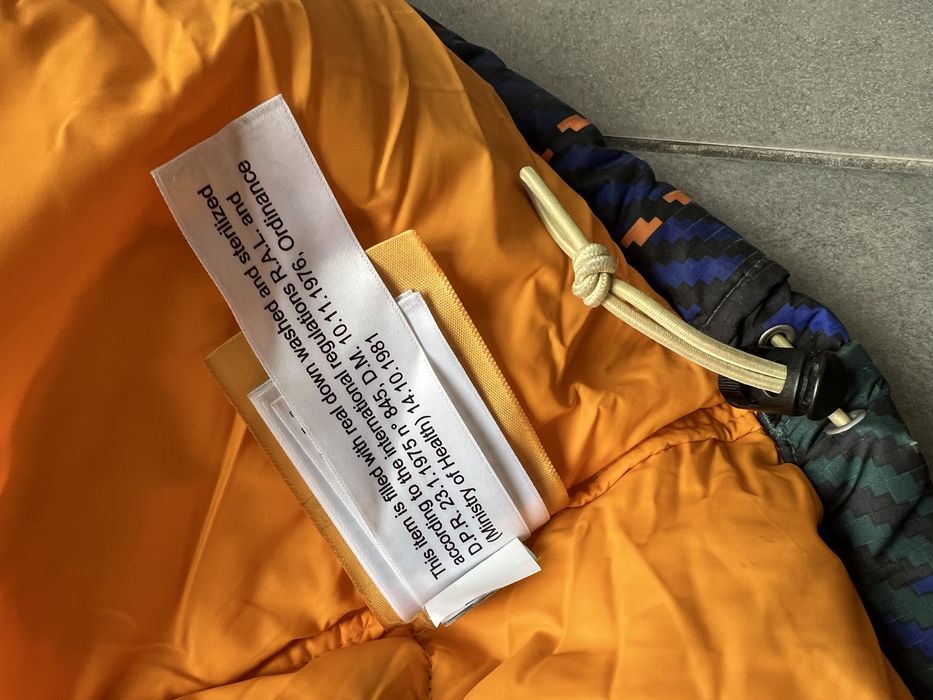 This item is filled with real down washed and sterilized
according to the international regulations R.A.L. and
D.P.R. 23.1.1975 n° 845, D.M. 10.11.1976, Ordinance
(Ministry of Health) 14.10.1981